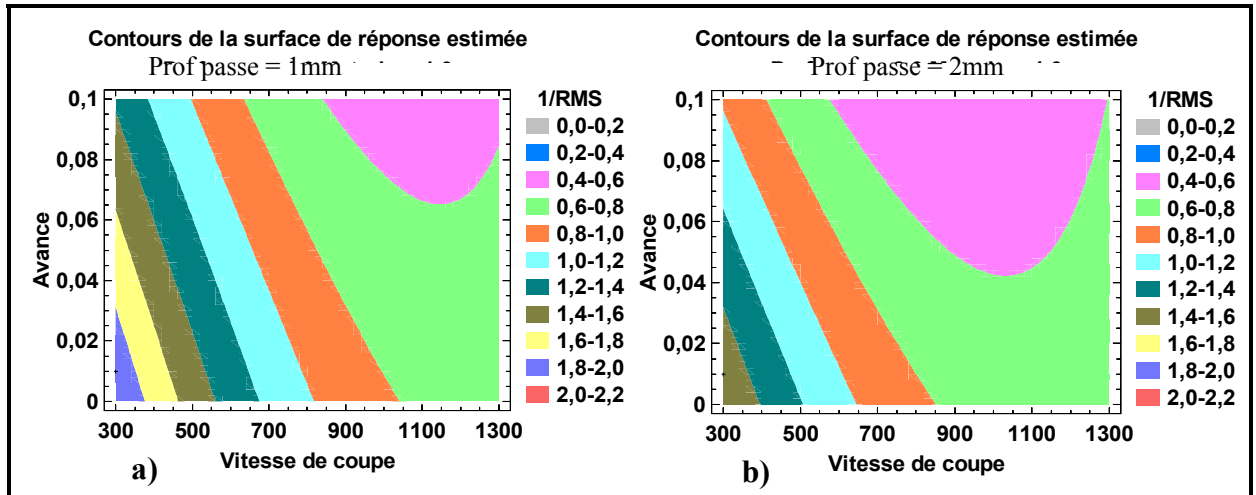 Contours de la surface de réponse estimée
Prof passe = 1mm
1/RMS
0,1
0,08
0,06
0,04
0,02
0
Avance
300 500 700 900 1100 1300
Vitesse de coupe
0,0-0,2
0,2-0,4
0,4-0,6
0,6-0,8
0,8-1,0
1,0-1,2
1,2-1,4
1,4-1,6
1,6-1,8
1,8-2,0
2,0-2,2
a)
Contours de la surface de réponse estimée
Prof passe = 2mm
1/RMS
0,1
0,08
0,06
0,04
0,02
0
Avance
300 500 700 900 1100 1300
Vitesse de coupe
0,0-0,2
0,2-0,4
0,4-0,6
0,6-0,8
0,8-1,0
1,0-1,2
1,2-1,4
1,4-1,6
1,6-1,8
1,8-2,0
2,0-2,2
b)